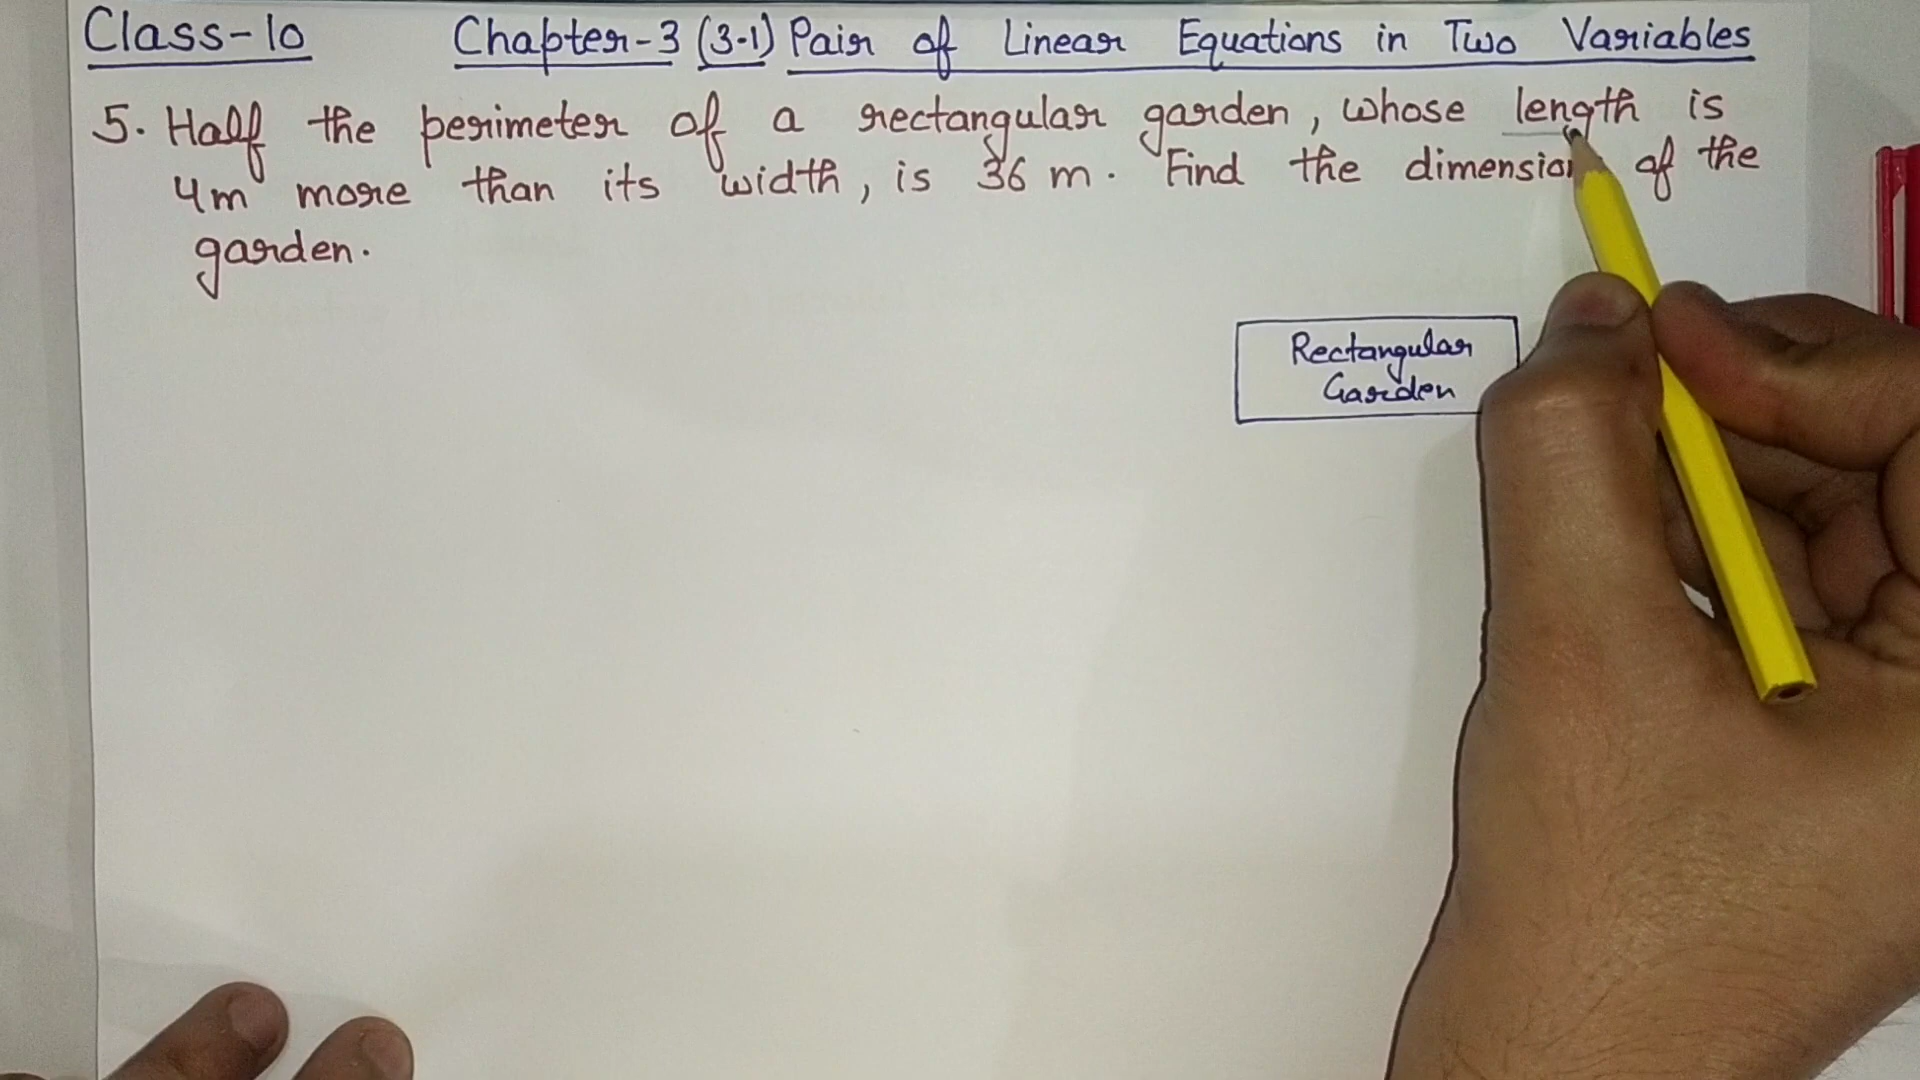 Class-10 Chapter-3 (3.1) Pair of Linear Equations in Two Variables
5. Half the perimeter of a rectangular garden, whose length is
4m more than its width, is 36 m. Find the dimension of the
garden.
Rectangular
Garden